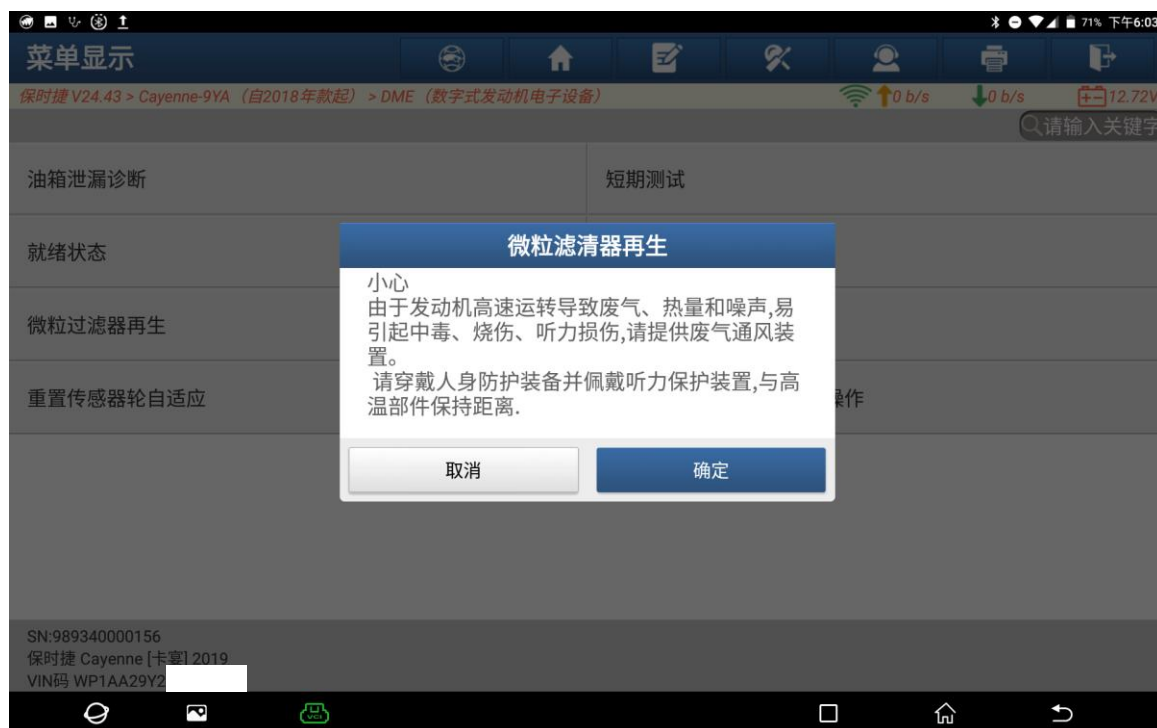 71% 下午6:03
菜单显示
保时捷 V24.43 > Cayenne-9YA（自2018年款起）> DME（数字式发动机电子设备）
0 b/s
0 b/s
12.72V
请输入关键字
油箱泄漏诊断
短期测试
就绪状态
微粒过滤器再生
重置传感器轮自适应
操作
微粒滤清器再生
小心
由于发动机高速运转导致废气、热量和噪声,易
引起中毒、烧伤、听力损伤,请提供废气通风装
置。
请穿戴人身防护装备并佩戴听力保护装置,与高
温部件保持距离.
取消
确定
SN:989340000156
保时捷 Cayenne [卡宴] 2019
VIN码 WP1AA29Y2
VCI